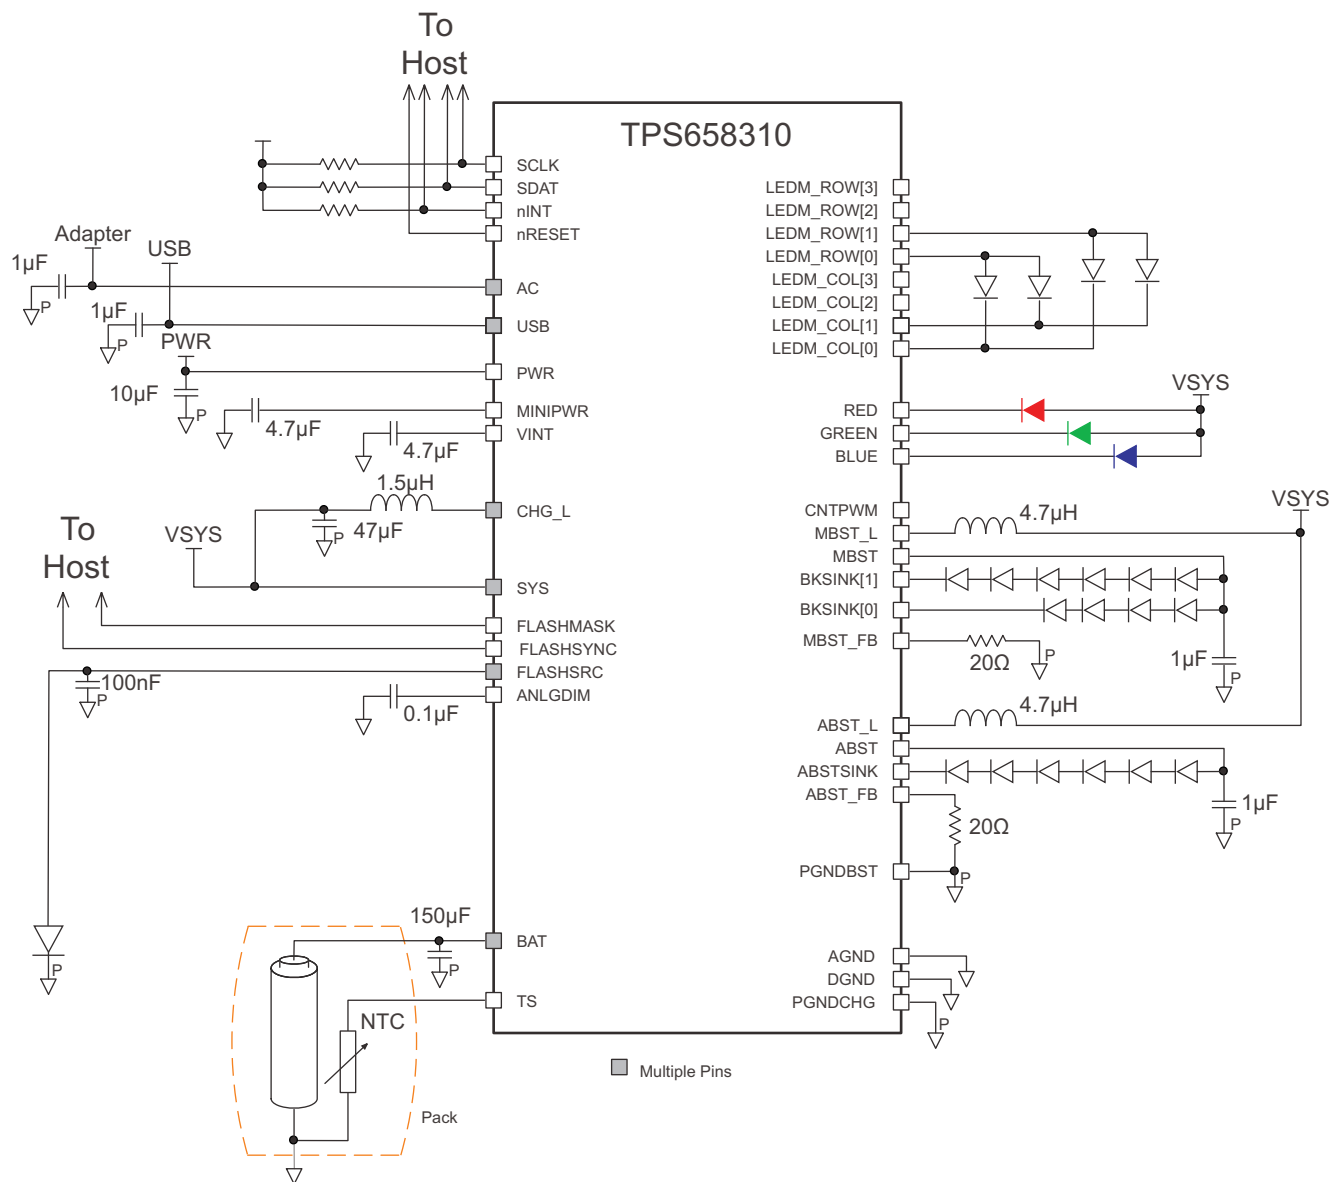 To
Host
TPS658310
SCLK
SDAT
nINT
nRESET
Adapter
USB
1µF
AC
1µF
P
USB
P
PWR
PWR
10µF
P
MINIPWR
4.7µF
VINT
4.7µF
1.5µH
CHG_L
47µF
P
To
Host
VSYS
SYS
FLASHMASK
FLASHSYNC
FLASHSRC
100nF
P
ANLGDIM
0.1µF
150µF
BAT
P
P
TS
NTC
Pack
LEDM_ROW[3]
LEDM_ROW[2]
LEDM_ROW[1]
LEDM_ROW[0]
LEDM_COL[3]
LEDM_COL[2]
LEDM_COL[1]
LEDM_COL[0]
VSYS
RED
GREEN
BLUE
VSYS
CNTPWM
4.7µH
MBST_L
MBST
BKSINK[1]
BKSINK[0]
MBST_FB
20Ω
P
1µF
P
4.7µH
ABST_L
ABST
ABSTSINK
ABST_FB
1µF
P
20Ω
PGNDBST
P
AGND
DGND
PGNDCHG
P
Multiple Pins